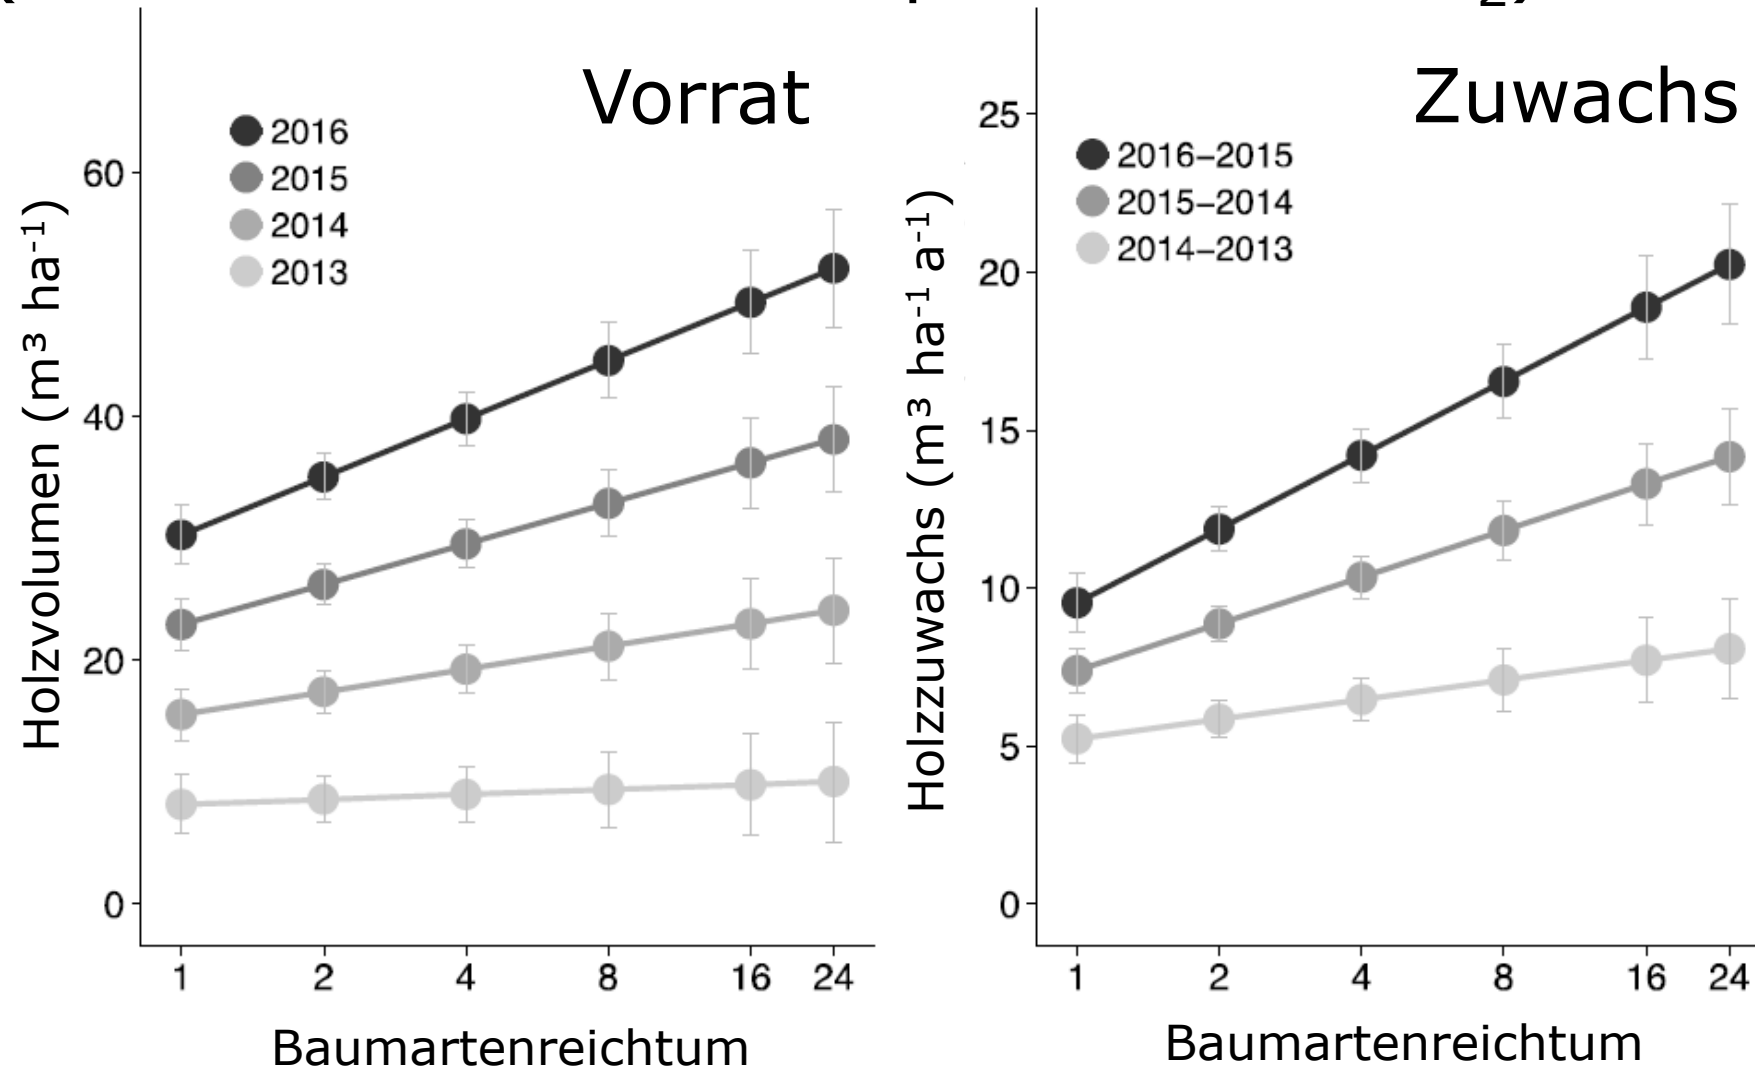 Vorrat
2016
2015
2014
2013
60
40
20
0
Holzvolumen (m³ ha⁻¹)
1 2 4 8 16 24
Baumartenreichtum
Zuwachs
2016–2015
2015–2014
2014–2013
25
20
15
10
5
0
Holzzuwachs (m³ ha⁻¹ a⁻¹)
1 2 4 8 16 24
Baumartenreichtum